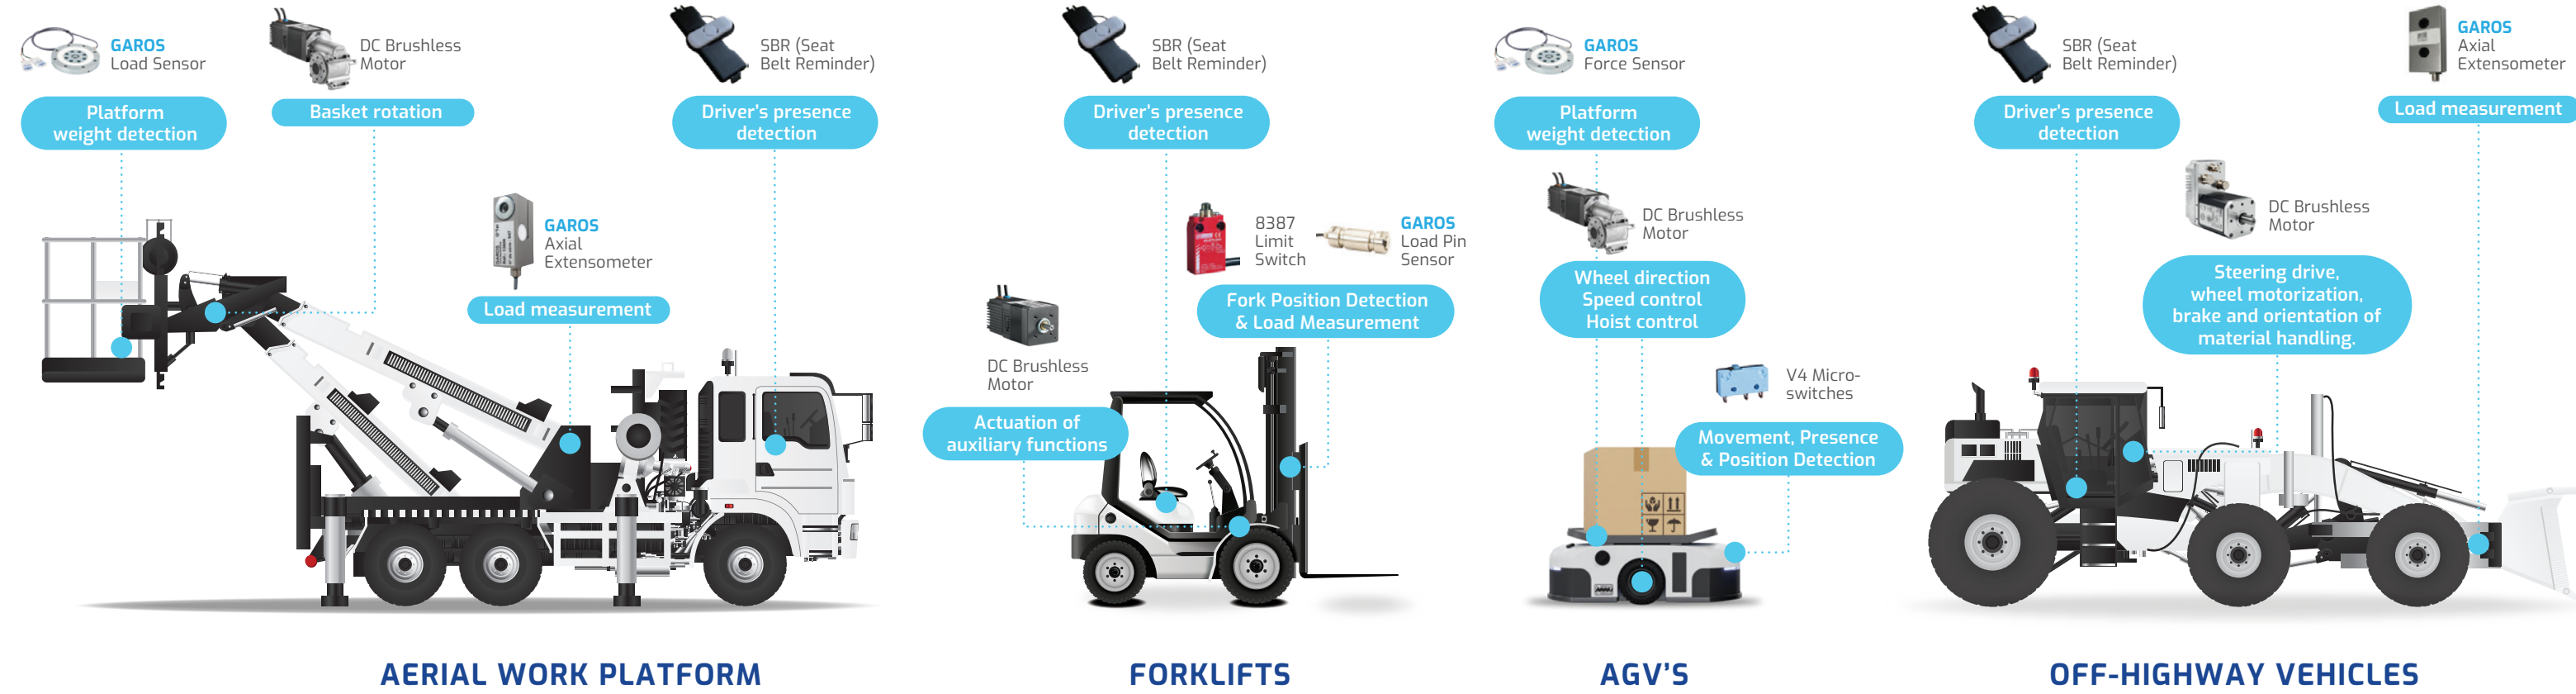 GAROS
Load Sensor
Platform
weight detection
DC Brushless
Motor
Basket rotation
SBR (Seat
Belt Reminder)
Driver's presence
detection
GAROS
Axial
Extensometer
Load measurement
AERIAL WORK PLATFORM
SBR (Seat
Belt Reminder)
Driver's presence
detection
8387
Limit
Switch
GAROS
Load Pin
Sensor
Fork Position Detection
& Load Measurement
DC Brushless
Motor
Actuation of
auxiliary functions
FORKLIFTS
GAROS
Force Sensor
Platform
weight detection
DC Brushless
Motor
Wheel direction
Speed control
Hoist control
V4 Micro-
switches
Movement, Presence
& Position Detection
AGV'S
SBR (Seat
Belt Reminder)
Driver's presence
detection
GAROS
Axial
Extensometer
Load measurement
DC Brushless
Motor
Steering drive,
wheel motorization,
brake and orientation of
material handling.
OFF-HIGHWAY VEHICLES